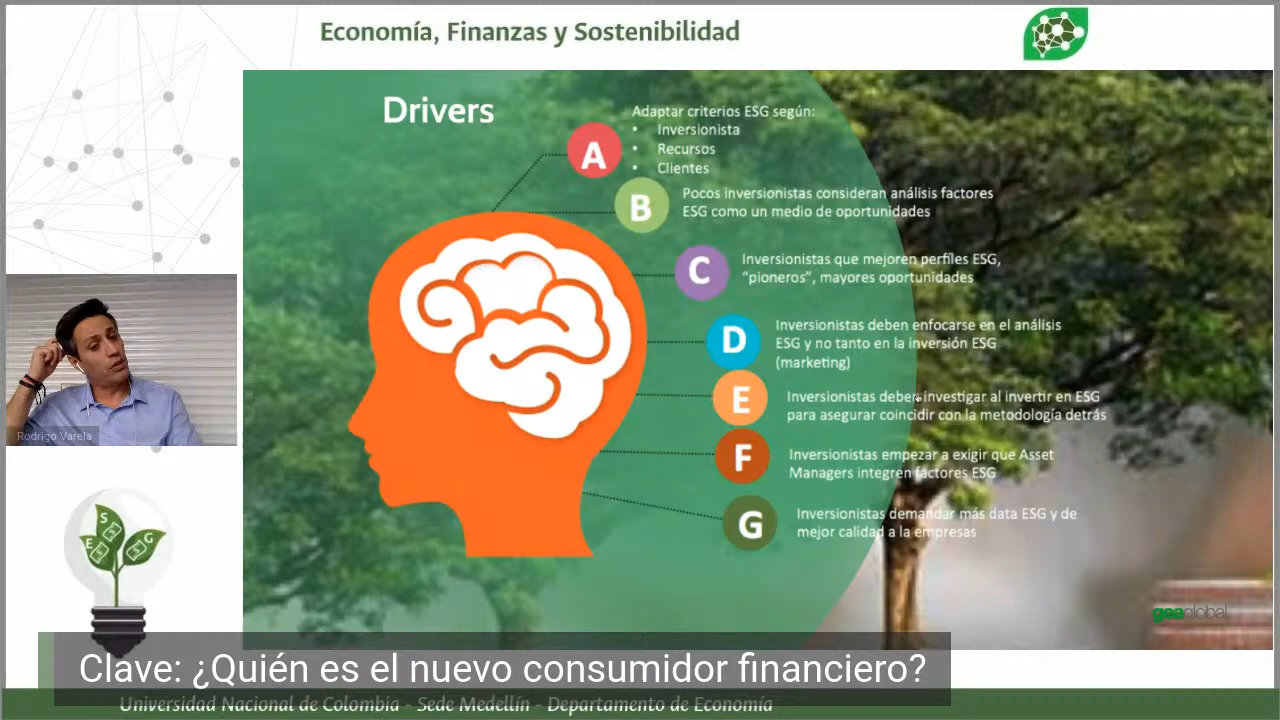 Economía, Finanzas y Sostenibilidad
Drivers
A
Adaptar criterios ESG según:
• Inversionista
• Recursos
• Clientes
B
Pocos inversionistas consideran análisis factores
ESG como un medio de oportunidades
C
Inversionistas que mejoren perfiles ESG,
“pioneros”, mayores oportunidades
D
Inversionistas deben enfocarse en el análisis
ESG y no tanto en la inversión ESG
(marketing)
E
Inversionistas deben investigar al invertir en ESG
para asegurar coincidir con la metodología detrás
F
Inversionistas empezar a exigir que Asset
Managers integren factores ESG
G
Inversionistas demandar más data ESG y de
mejor calidad a la empresas
Rodrigo Varela
S
E
G
geaglobal
Clave: ¿Quién es el nuevo consumidor financiero?
Universidad Nacional de Colombia - Sede Medellín - Departamento de Economía